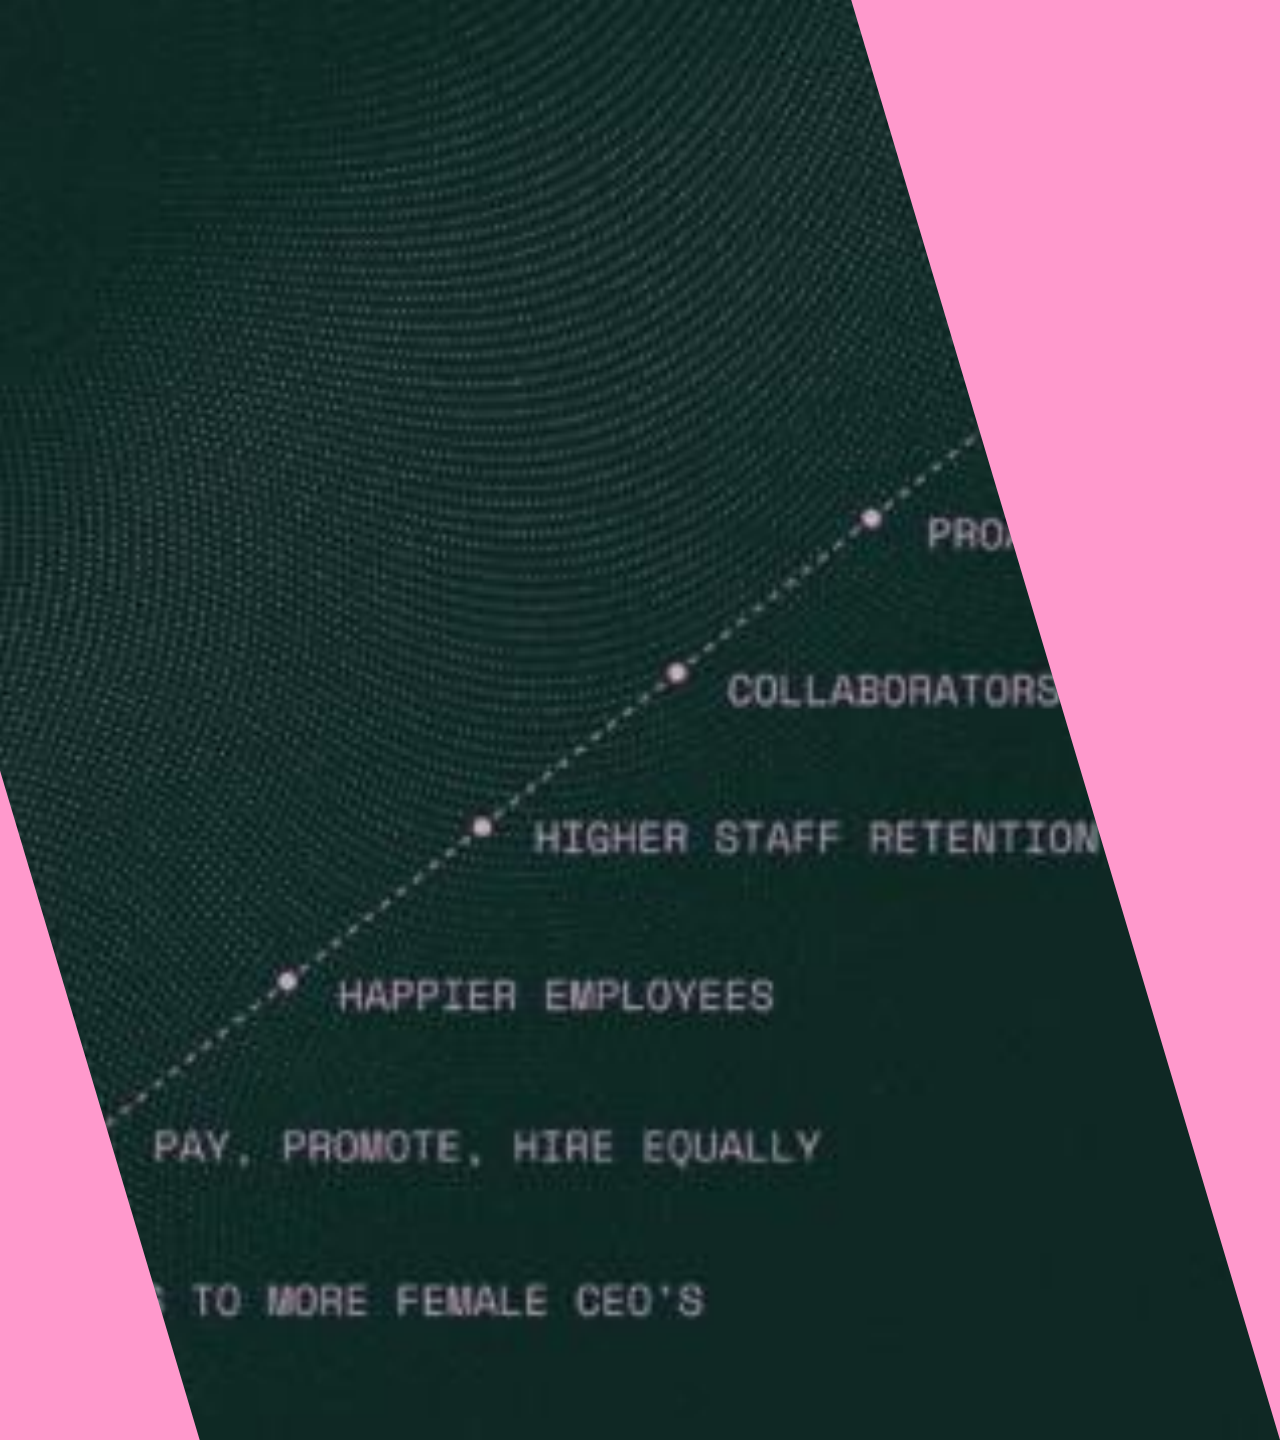 COLLABORATORS
HIGHER STAFF RETENTION
HAPPIER EMPLOYEES
PAY, PROMOTE, HIRE EQUALLY
TO MORE FEMALE CEO'S